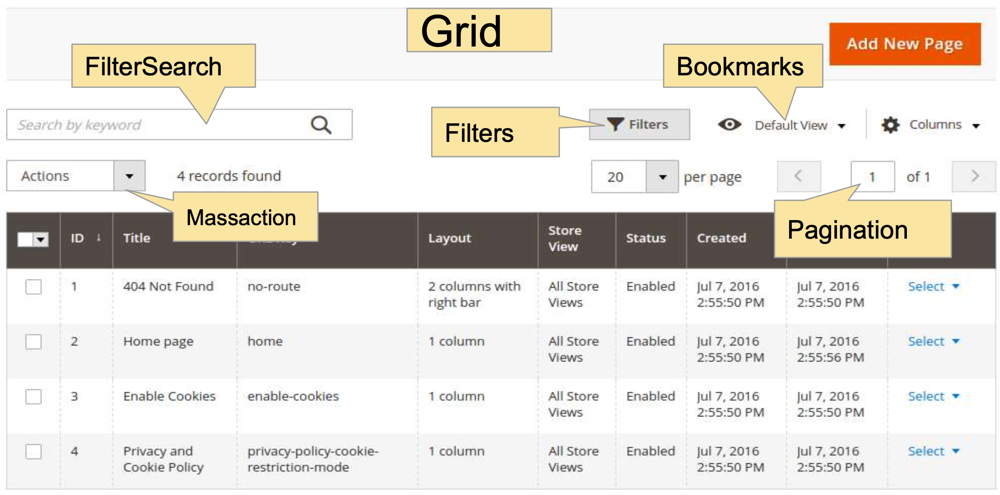 Grid
Add New Page
FilterSearch
Bookmarks
Search by keyword
Filters
Filters
Default View
Columns
Actions
4 records found
20
per page
1
of 1
Massaction
Pagination
ID ↓
Title
Layout
Store
View
Status
Created
1
404 Not Found
no-route
2 columns with
right bar
All Store
Views
Enabled
Jul 7, 2016
2:55:50 PM
Jul 7, 2016
2:55:50 PM
Select
2
Home page
home
1 column
All Store
Views
Enabled
Jul 7, 2016
2:55:50 PM
Jul 7, 2016
2:55:56 PM
Select
3
Enable Cookies
enable-cookies
1 column
All Store
Views
Enabled
Jul 7, 2016
2:55:50 PM
Jul 7, 2016
2:55:50 PM
Select
4
Privacy and
Cookie Policy
privacy-policy-cookie-
restriction-mode
1 column
All Store
Views
Enabled
Jul 7, 2016
2:55:50 PM
Jul 7, 2016
2:55:50 PM
Select